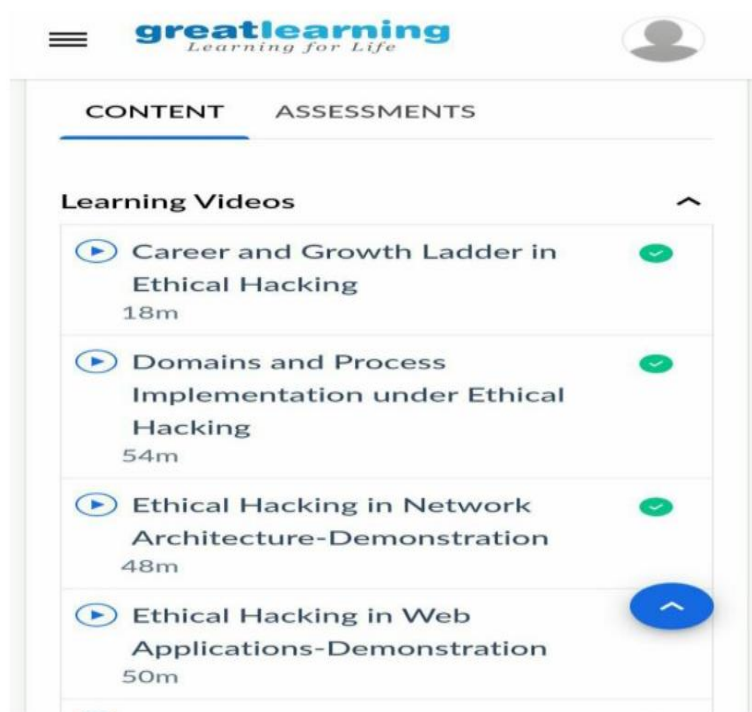 greatlearning
Learning for Life
CONTENT ASSESSMENTS
Learning Videos
Career and Growth Ladder in
Ethical Hacking
18m
Domains and Process
Implementation under Ethical
Hacking
54m
Ethical Hacking in Network
Architecture-Demonstration
48m
Ethical Hacking in Web
Applications-Demonstration
50m